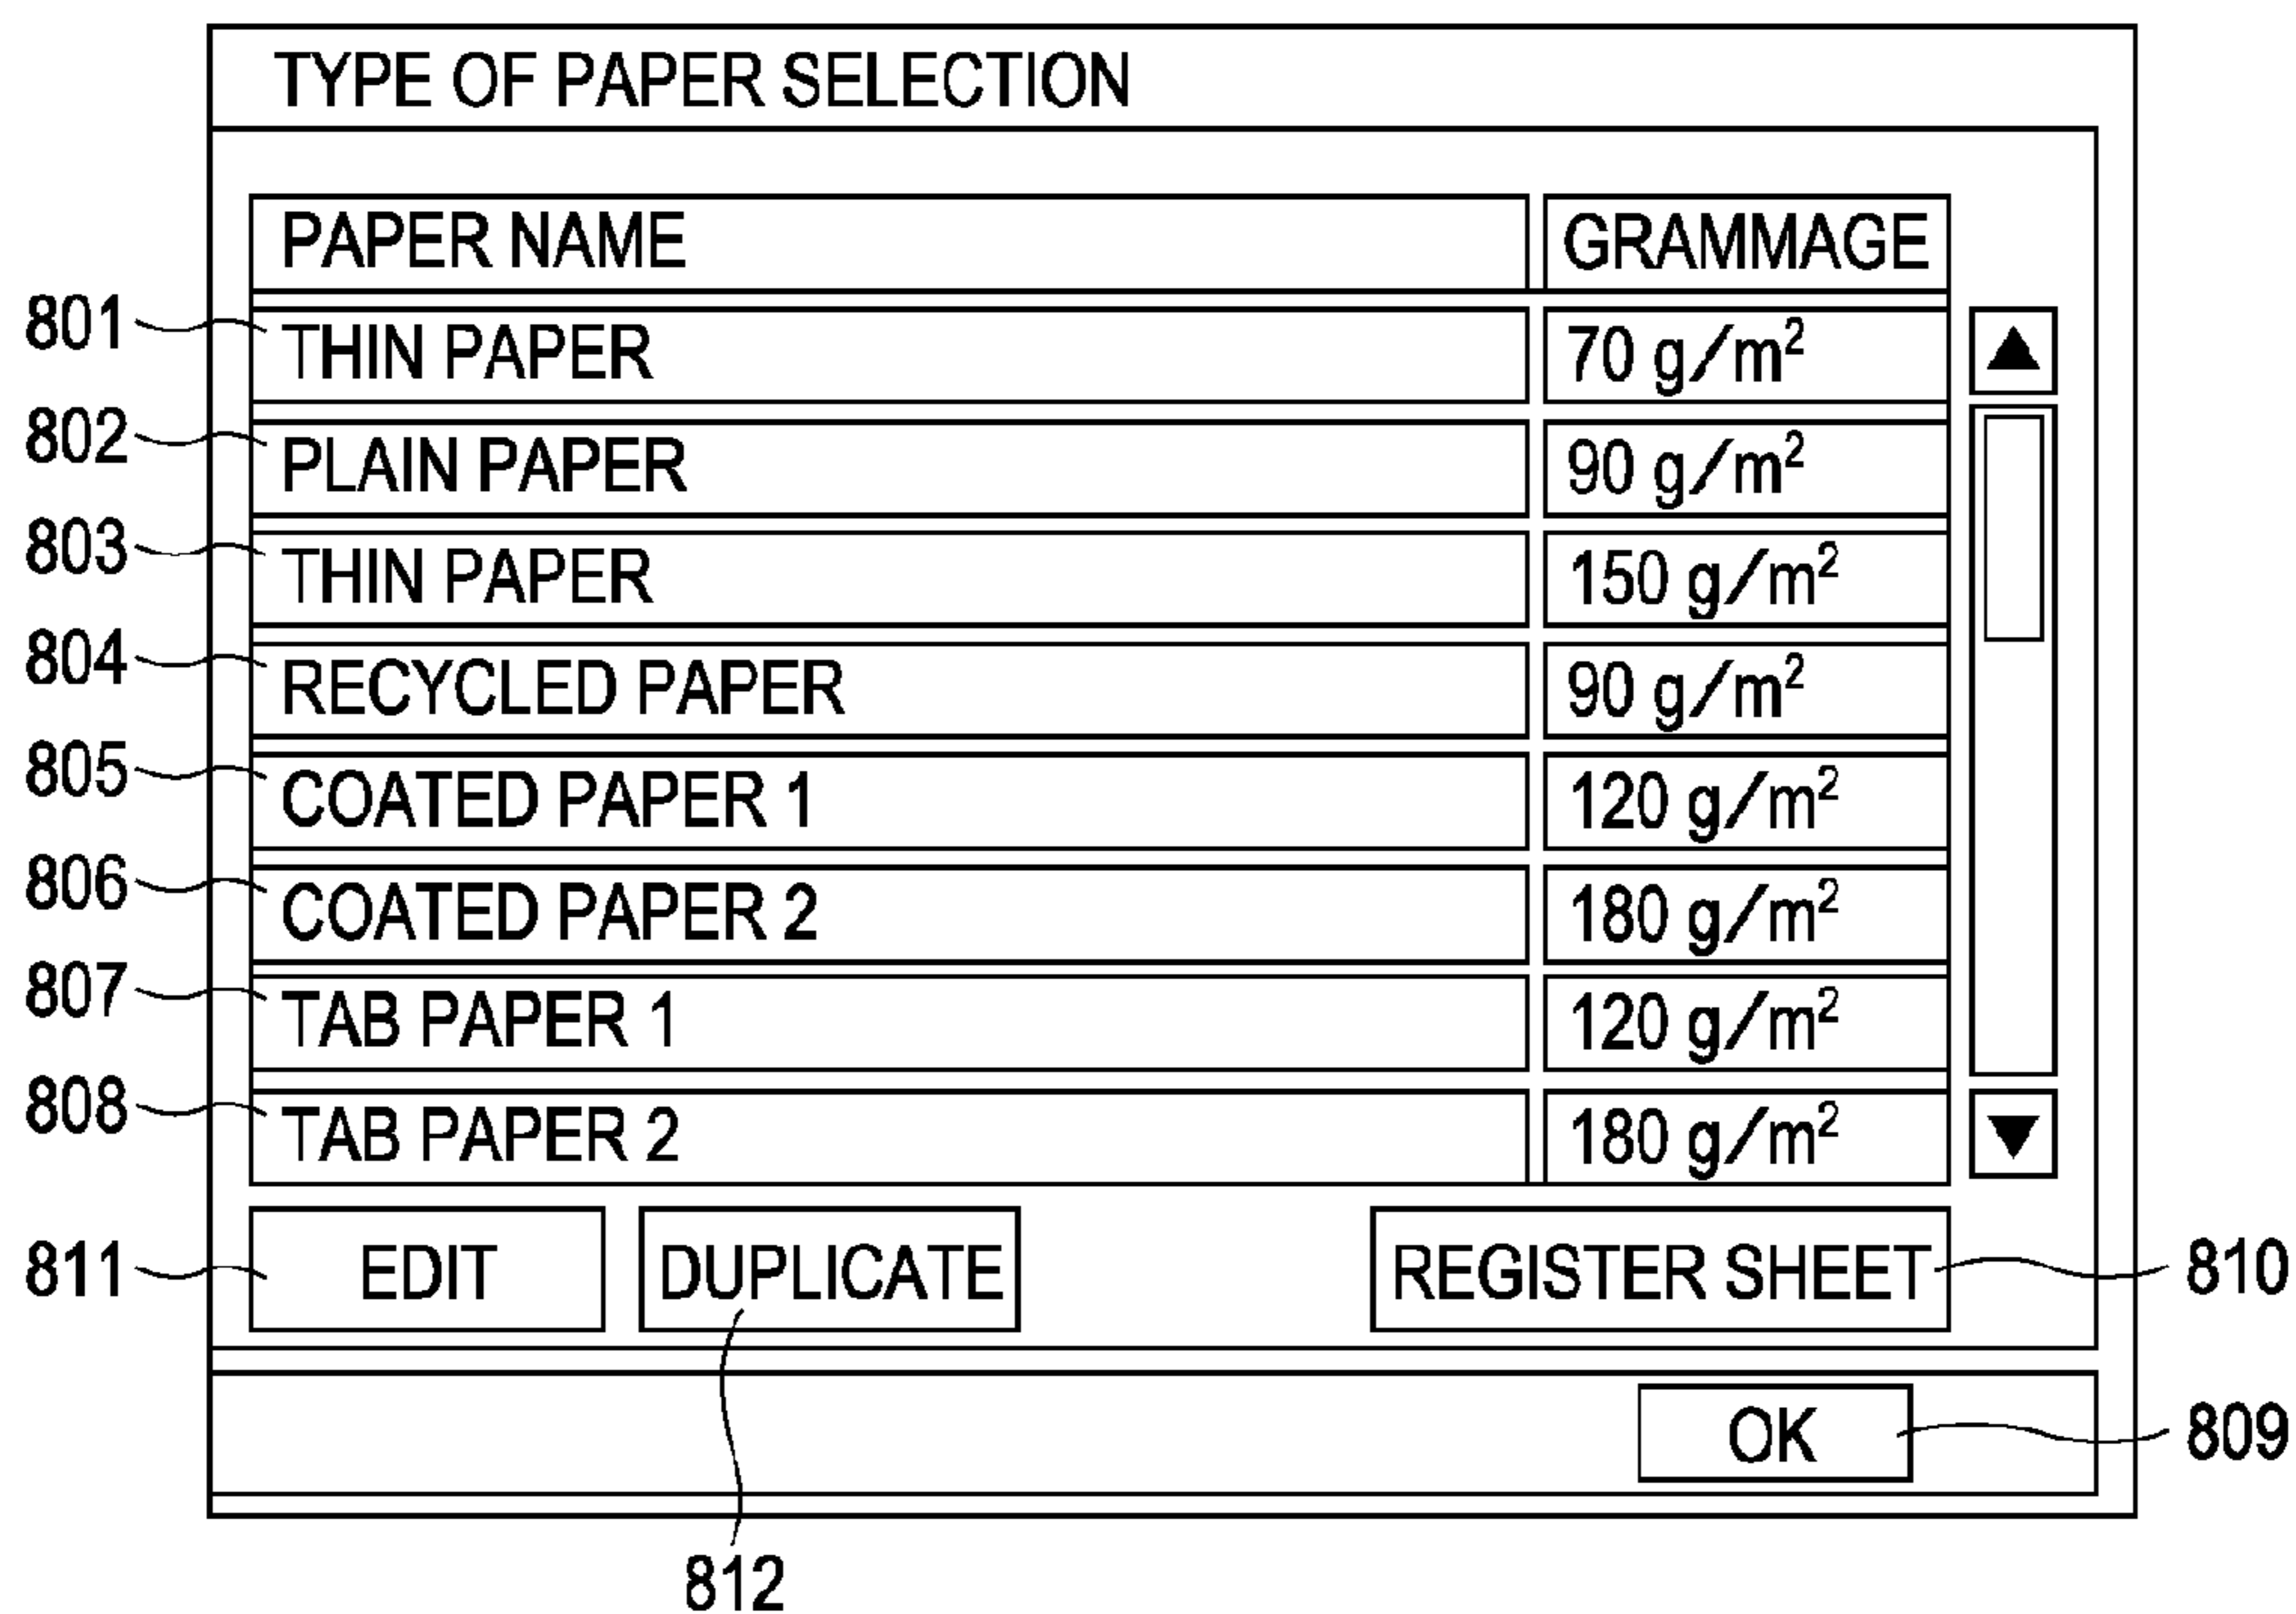 TYPE OF PAPER SELECTION
PAPER NAME GRAMMAGE
801 THIN PAPER 70 g/m²
802 PLAIN PAPER 90 g/m²
803 THIN PAPER 150 g/m²
804 RECYCLED PAPER 90 g/m²
805 COATED PAPER 1 120 g/m²
806 COATED PAPER 2 180 g/m²
807 TAB PAPER 1 120 g/m²
808 TAB PAPER 2 180 g/m²
811 EDIT DUPLICATE REGISTER SHEET 810
OK 809
812